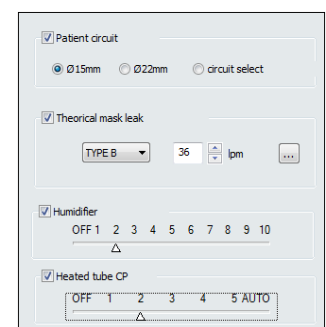 Patient circuit
Ø15mm Ø22mm circuit select
Theorical mask leak
TYPE B 36 lpm ...
Humidifier
OFF 1 2 3 4 5 6 7 8 9 10
Heated tube CP
OFF 1 2 3 4 5 AUTO